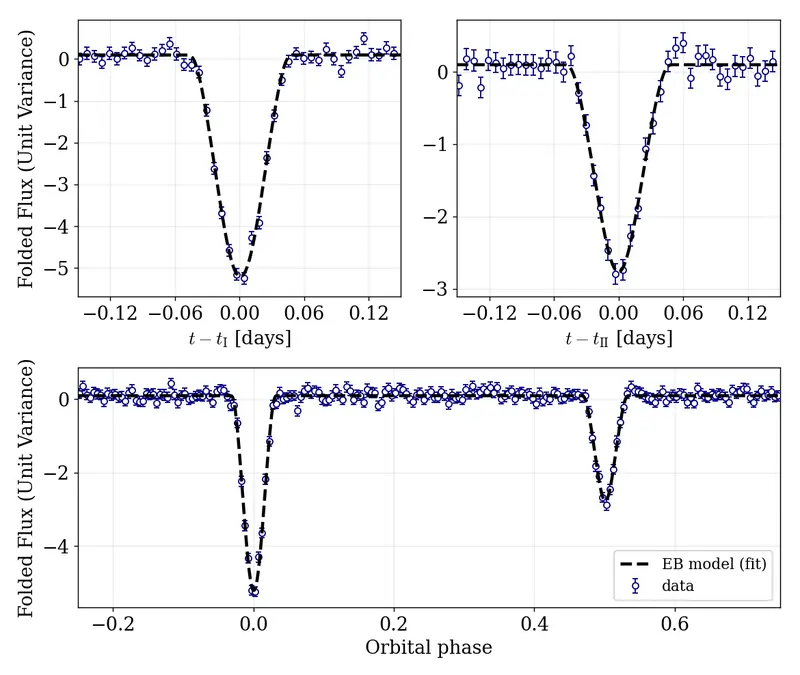 Folded Flux (Unit Variance)
0
−1
−2
−3
−4
−5
−0.12 −0.06 0.00 0.06 0.12
t − tI [days]
0
−1
−2
−3
−0.12 −0.06 0.00 0.06 0.12
t − tII [days]
Folded Flux (Unit Variance)
0
−2
−4
−0.2 0.0 0.2 0.4 0.6
Orbital phase
EB model (fit)
data